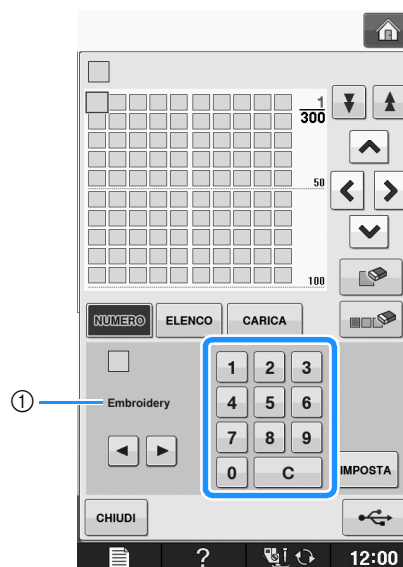 1
300
50
100
NUMERO ELENCO CARICA
1 2 3
① Embroidery
4 5 6
7 8 9
0 C
IMPOSTA
CHIUDI
? 12:00